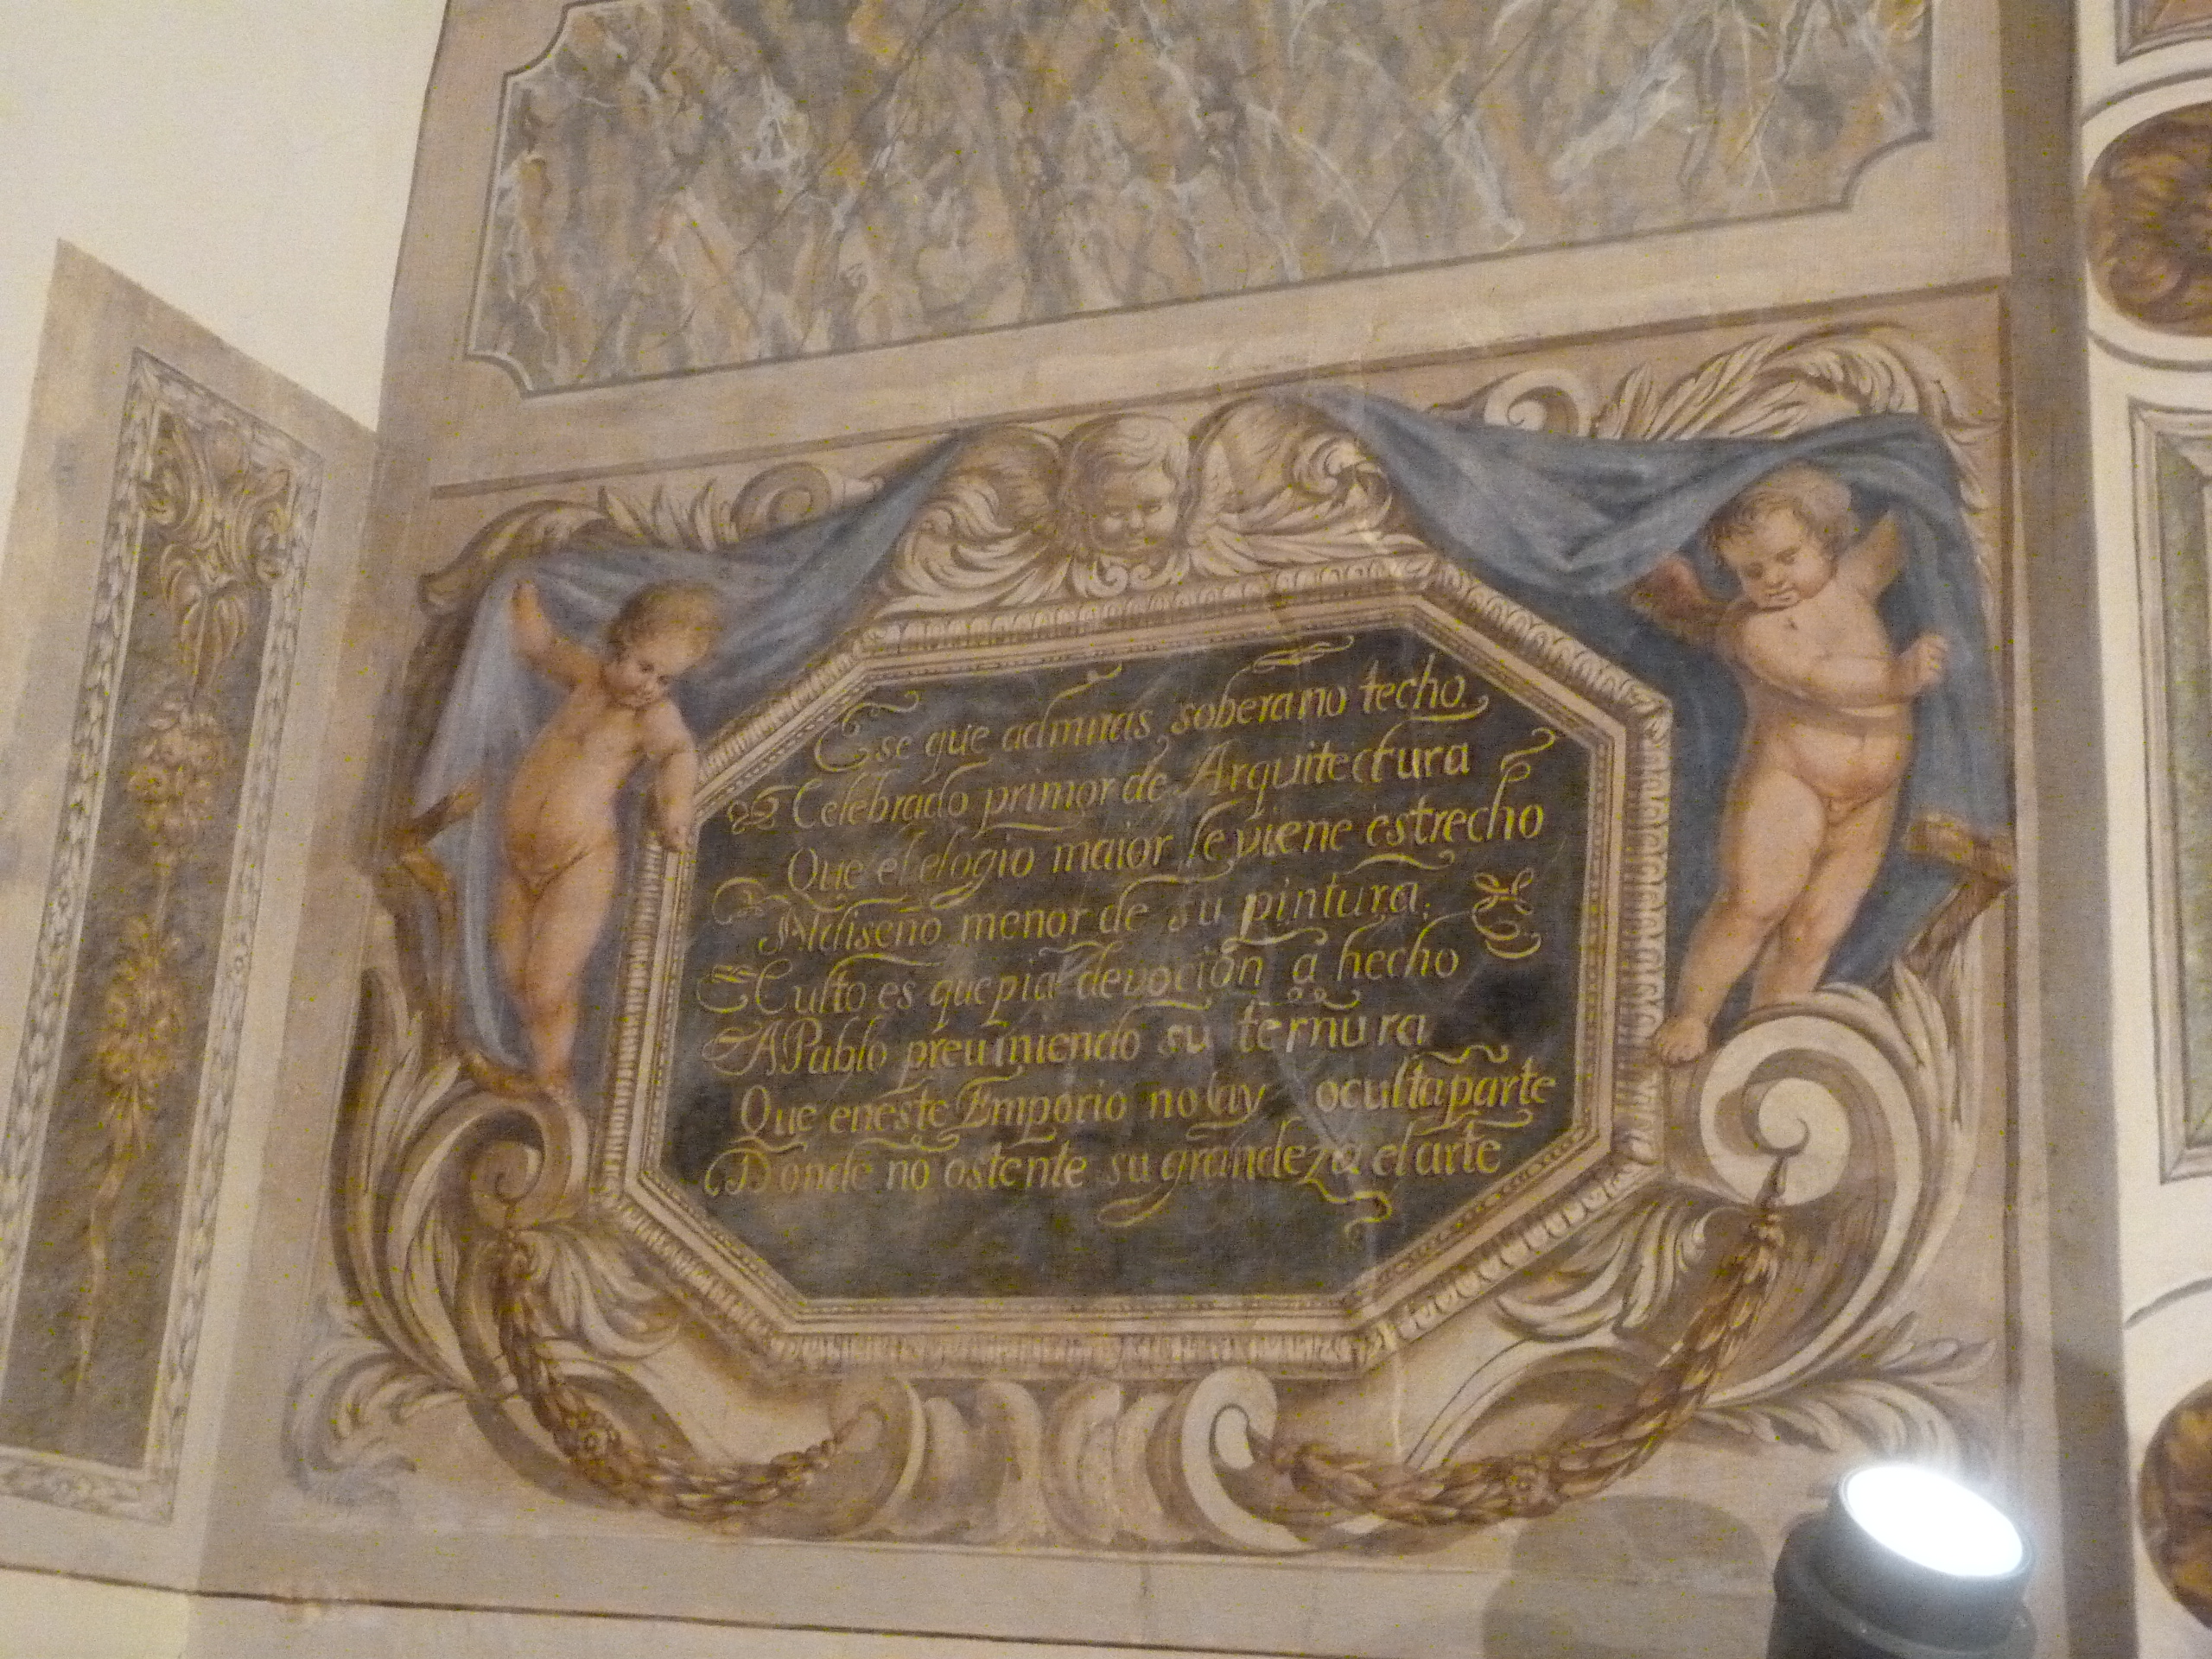 Ese que admiras soberano techo.
Celebrado primor de Arquitectura
Que el elogio maior le viene estrecho
Al diseño menor de su pintura;
Culto es que pia devocion a hecho
A Pablo preuiniendo su ternura
Que en este Emporio no ay oculta parte
Donde no ostente su grandeza el arte